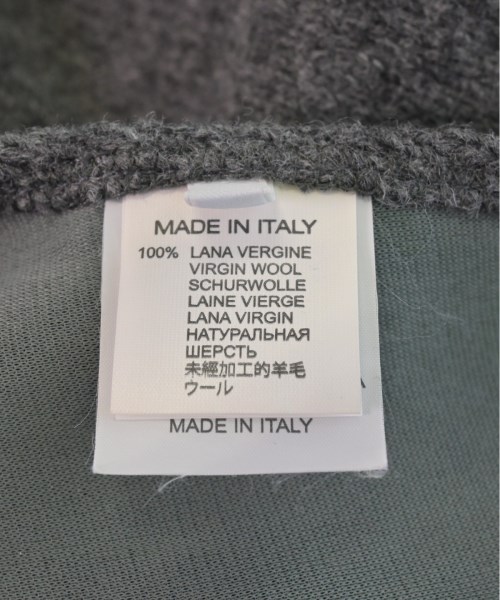 MADE IN ITALY
100% LANA VERGINE
VIRGIN WOOL
SCHURWOLLE
LAINE VIERGE
LANA VIRGIN
НАТУРАЛЬНАЯ
ШЕРСТЬ
未經加工的羊毛
ウール
A
MADE IN ITALY